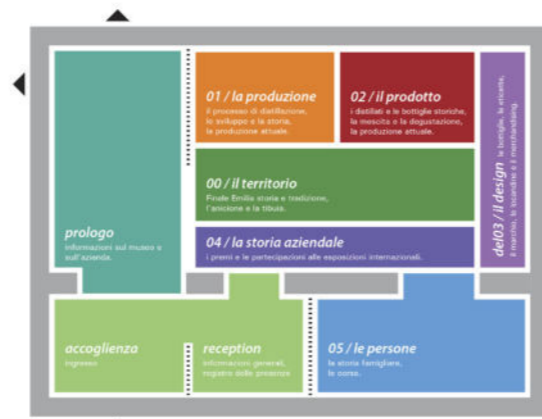 01 / la produzione
il processo di distillazione,
lo sviluppo e la storia,
la produzione attuale.
02 / il prodotto
i distillati e le bottiglie storiche,
la mescita e la degustazione,
la produzione attuale.
del03 / il design le bottiglie, le etichette,
il marchio, le locandine e il merchandising.
00 / il territorio
Finale Emilia storia e tradizione,
l'anicione e la tibuia.
prologo
informazioni sul museo e
sull'azienda.
04 / la storia aziendale
i premi e le partecipazioni alle esposizioni internazionali.
accoglienza
ingresso
reception
informazioni generali,
registro delle presenze
05 / le persone
la storia famigliare,
le corse.